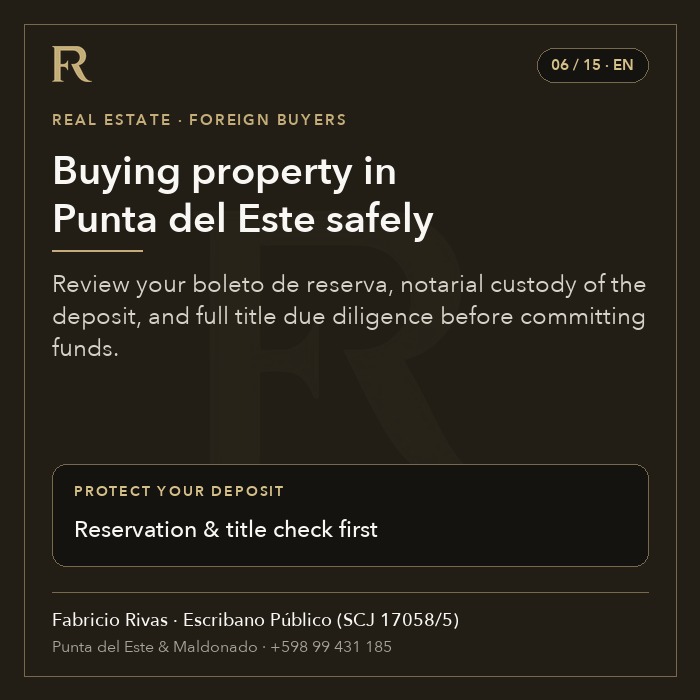 R
06 / 15 · EN
REAL ESTATE · FOREIGN BUYERS
Buying property in
Punta del Este safely
Review your boleto de reserva, notarial custody of the
deposit, and full title due diligence before committing
funds.
PROTECT YOUR DEPOSIT
Reservation & title check first
Fabricio Rivas · Escribano Público (SCJ 17058/5)
Punta del Este & Maldonado · +598 99 431 185